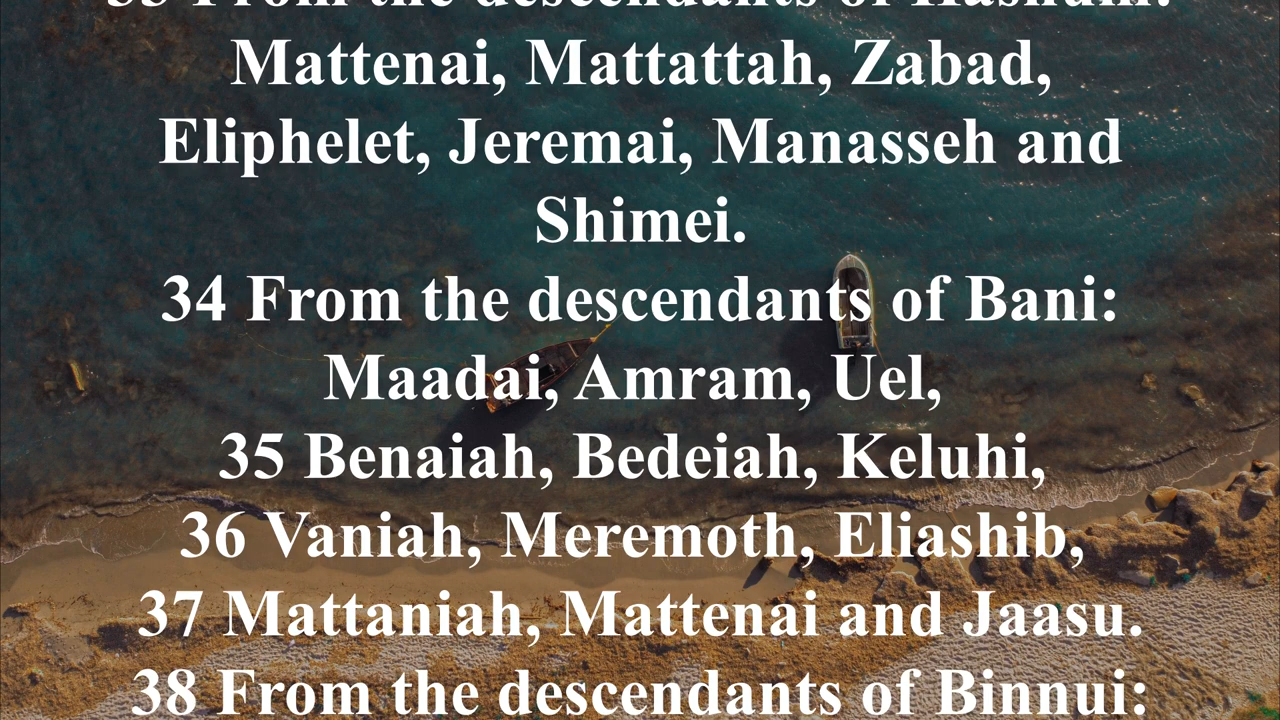 33 From the descendants of Hashum:
Mattenai, Mattattah, Zabad,
Eliphelet, Jeremai, Manasseh and
Shimei.
34 From the descendants of Bani:
Maadai, Amram, Uel,
35 Benaiah, Bedeiah, Keluhi,
36 Vaniah, Meremoth, Eliashib,
37 Mattaniah, Mattenai and Jaasu.
38 From the descendants of Binnui: